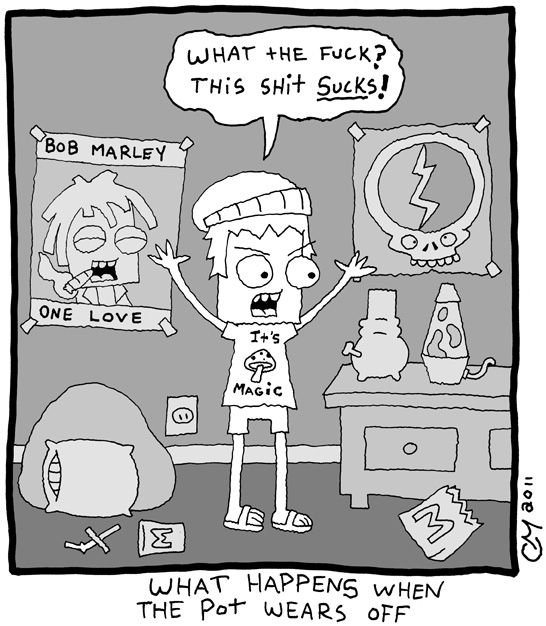 WHAT tHE FUCK?
THiS SHit SUCKS!
BOB MARLEY
ONE LOVE
It's
MAGiC
M
CM 2011
WHAT HAPPENS WHEN
THE Pot WEARS OFF